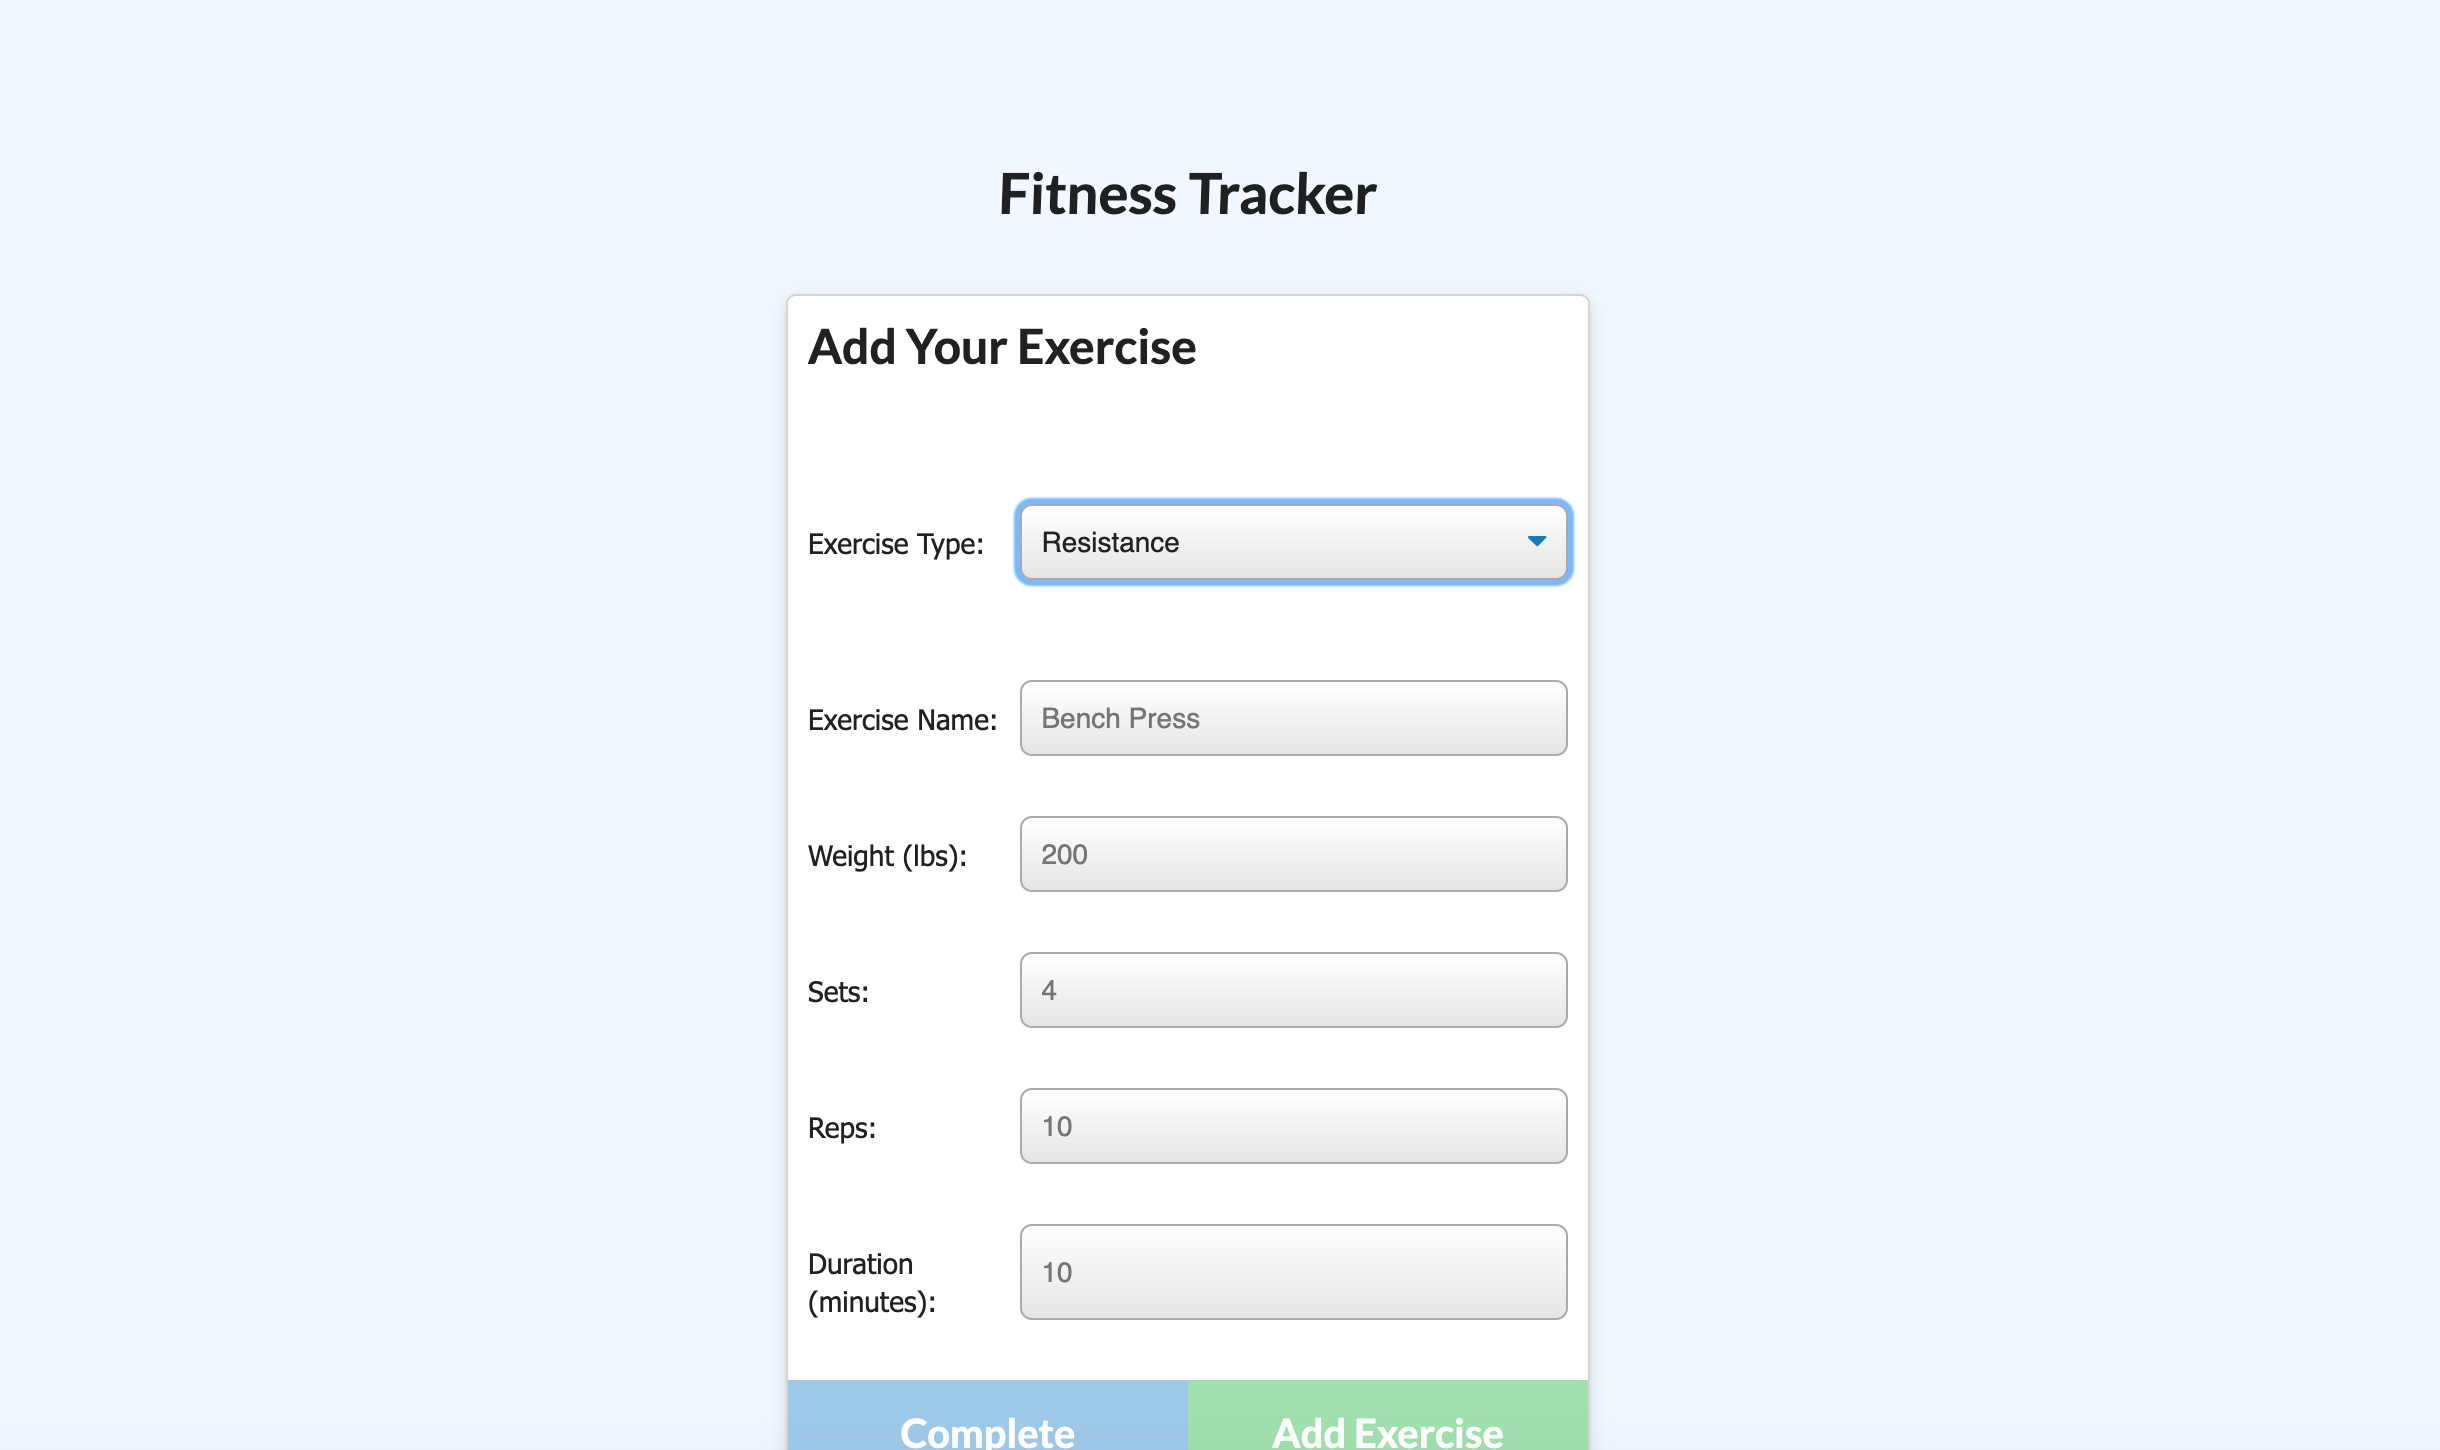 Fitness Tracker
Add Your Exercise
Exercise Type: Resistance
Exercise Name: Bench Press
Weight (lbs): 200
Sets: 4
Reps: 10
Duration
(minutes): 10
Complete Add Exercise